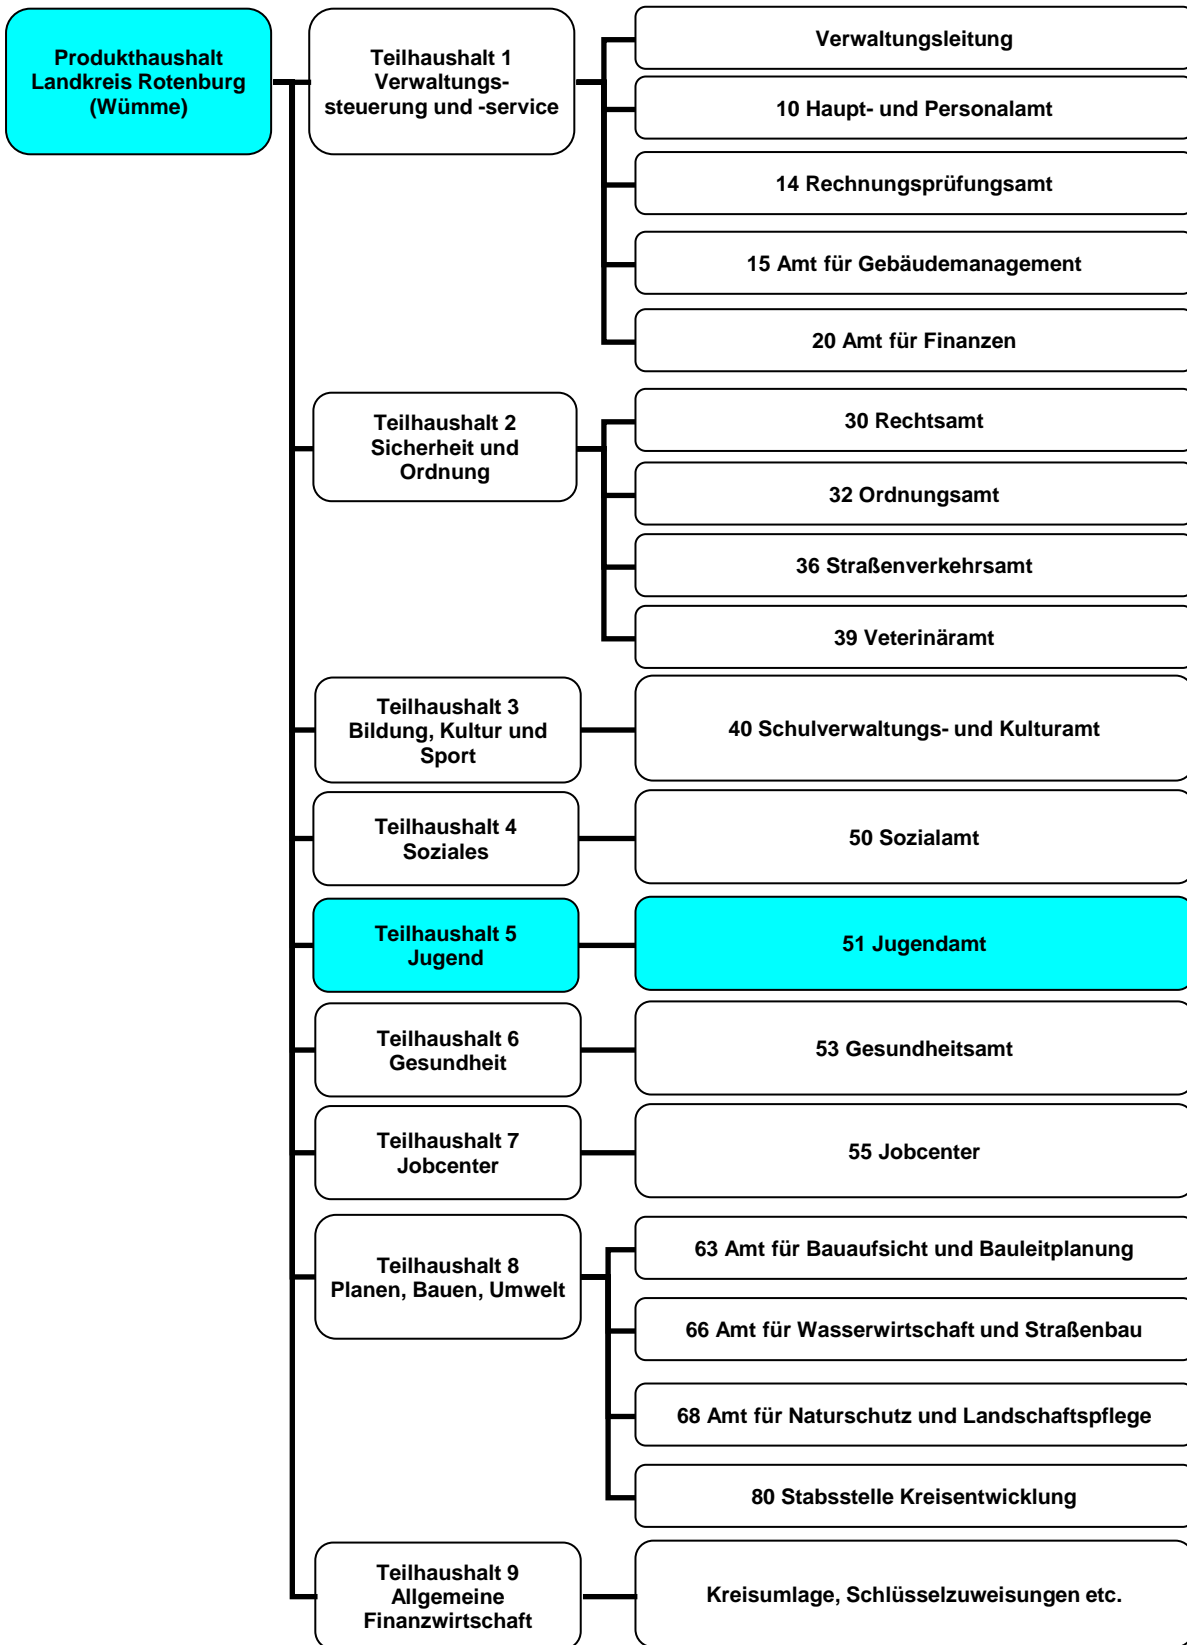 Produkthaushalt
Landkreis Rotenburg
(Wümme)
Teilhaushalt 1
Verwaltungs-
steuerung und -service
Verwaltungsleitung
10 Haupt- und Personalamt
14 Rechnungsprüfungsamt
15 Amt für Gebäudemanagement
20 Amt für Finanzen
Teilhaushalt 2
Sicherheit und
Ordnung
30 Rechtsamt
32 Ordnungsamt
36 Straßenverkehrsamt
39 Veterinäramt
Teilhaushalt 3
Bildung, Kultur und
Sport
40 Schulverwaltungs- und Kulturamt
Teilhaushalt 4
Soziales
50 Sozialamt
Teilhaushalt 5
Jugend
51 Jugendamt
Teilhaushalt 6
Gesundheit
53 Gesundheitsamt
Teilhaushalt 7
Jobcenter
55 Jobcenter
Teilhaushalt 8
Planen, Bauen, Umwelt
63 Amt für Bauaufsicht und Bauleitplanung
66 Amt für Wasserwirtschaft und Straßenbau
68 Amt für Naturschutz und Landschaftspflege
80 Stabsstelle Kreisentwicklung
Teilhaushalt 9
Allgemeine
Finanzwirtschaft
Kreisumlage, Schlüsselzuweisungen etc.